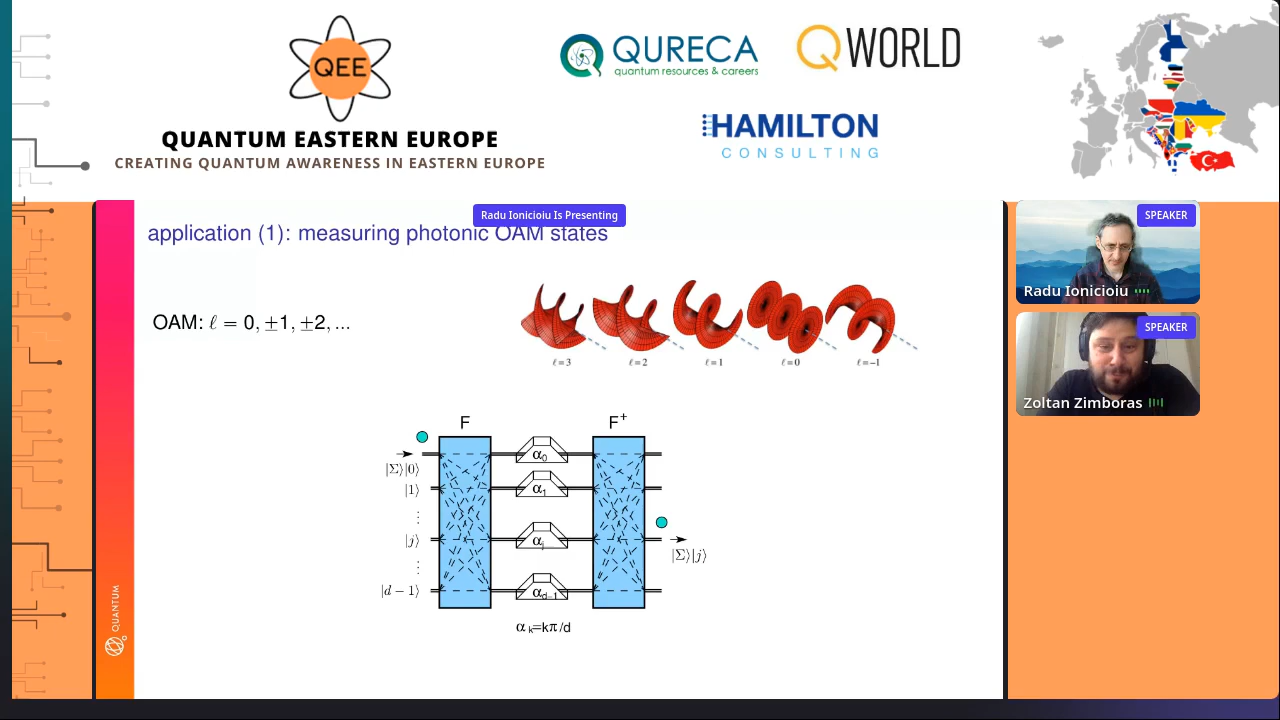 QEE
QUANTUM EASTERN EUROPE
CREATING QUANTUM AWARENESS IN EASTERN EUROPE
QURECA
quantum resources & careers
QWORLD
HAMILTON
CONSULTING
Radu Ionicioiu Is Presenting
application (1): measuring photonic OAM states
OAM: ℓ = 0, ±1, ±2, ...
ℓ=3 ℓ=2 ℓ=1 ℓ=0 ℓ=−1
F F⁺
|Σ⟩|0⟩
|1⟩
⋮
|j⟩
⋮
|d − 1⟩
α₀
α₁
αⱼ
α_{d−1}
|Σ⟩|j⟩
αₖ=kπ/d
QUANTUM
SPEAKER
Radu Ionicioiu
SPEAKER
Zoltan Zimboras